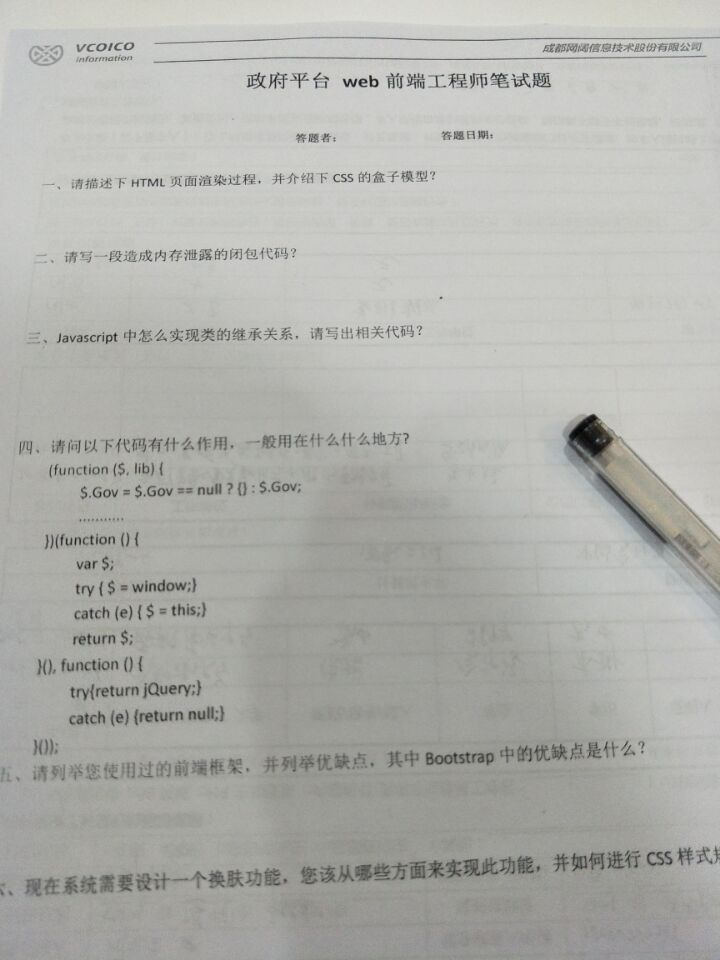 VCOICO
information
成都网阔信息技术股份有限公司
政府平台 web 前端工程师笔试题
答题者： 答题日期：
一、请描述下 HTML 页面渲染过程，并介绍下 CSS 的盒子模型？
二、请写一段造成内存泄露的闭包代码？
三、Javascript 中怎么实现类的继承关系，请写出相关代码？
四、请问以下代码有什么作用，一般用在什么什么地方?
(function ($, lib) {
$.Gov = $.Gov == null ? {} : $.Gov;
...........
})(function () {
var $;
try { $ = window;}
catch (e) { $ = this;}
return $;
}(), function () {
try{return jQuery;}
catch (e) {return null;}
}());
五、请列举您使用过的前端框架，并列举优缺点，其中 Bootstrap 中的优缺点是什么？
六、现在系统需要设计一个换肤功能，您该从哪些方面来实现此功能，并如何进行 CSS 样式